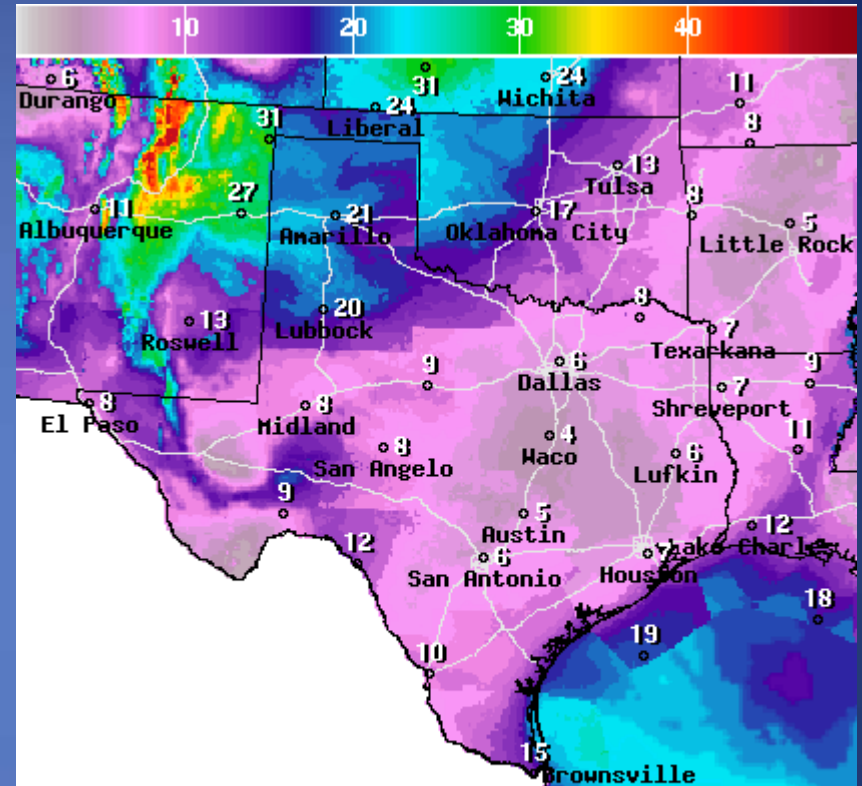 10 20 30 40
6 31 24 11
Durango Wichita
31 24 8
Liberal
13
Tulsa
11 27 21 17 8 5
Albuquerque Amarillo Oklahoma City Little Rock
13 20 8
Roswell Lubbock 7
Texarkana
9 6 9
Dallas 7
8 8 Shreveport
El Paso Midland
8 4 6 11
San Angelo Waco Lufkin
9 5 12
Austin
12 6 Lake Charles
San Antonio Houston
18
19
10
15
Brownsville